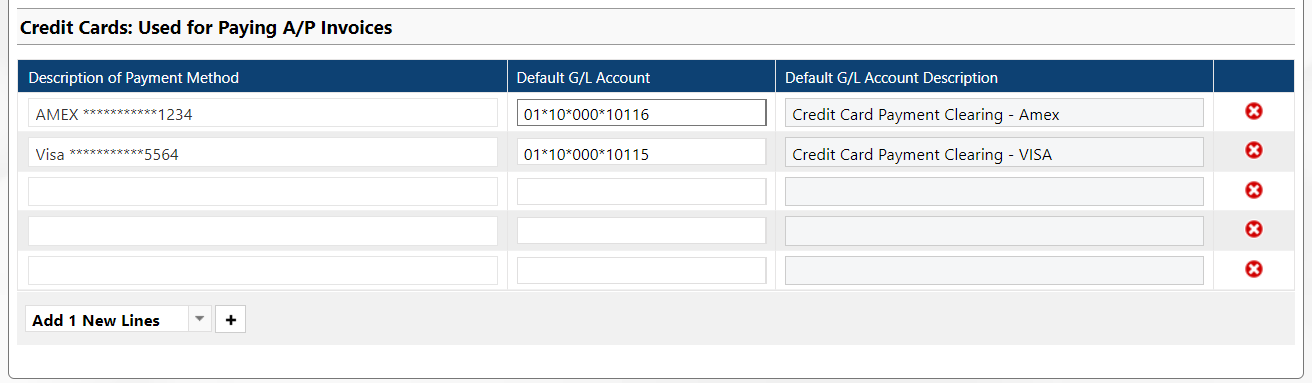 Credit Cards: Used for Paying A/P Invoices
Description of Payment Method Default G/L Account Default G/L Account Description
AMEX ***********1234 01*10*000*10116 Credit Card Payment Clearing - Amex
Visa ***********5564 01*10*000*10115 Credit Card Payment Clearing - VISA
Add 1 New Lines +